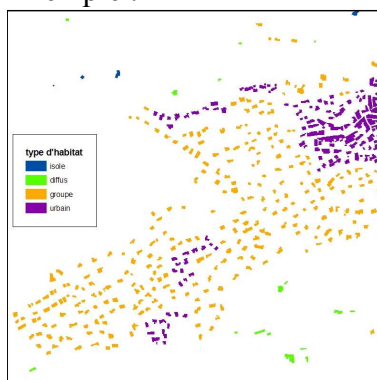 type d'habitat
isole
diffus
groupe
urbain